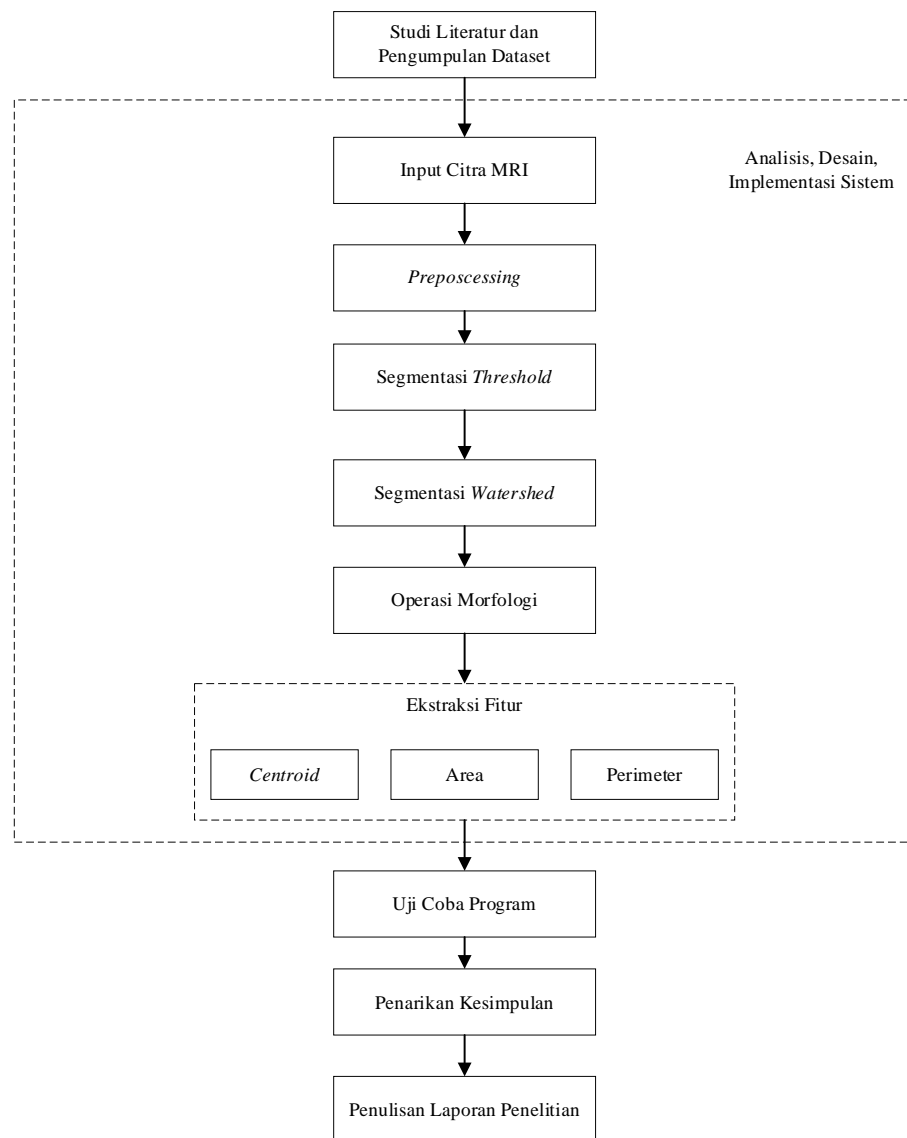 Studi Literatur dan
Pengumpulan Dataset
Input Citra MRI
Analisis, Desain,
Implementasi Sistem
Preposcessing
Segmentasi Threshold
Segmentasi Watershed
Operasi Morfologi
Ekstraksi Fitur
Centroid
Area
Perimeter
Uji Coba Program
Penarikan Kesimpulan
Penulisan Laporan Penelitian